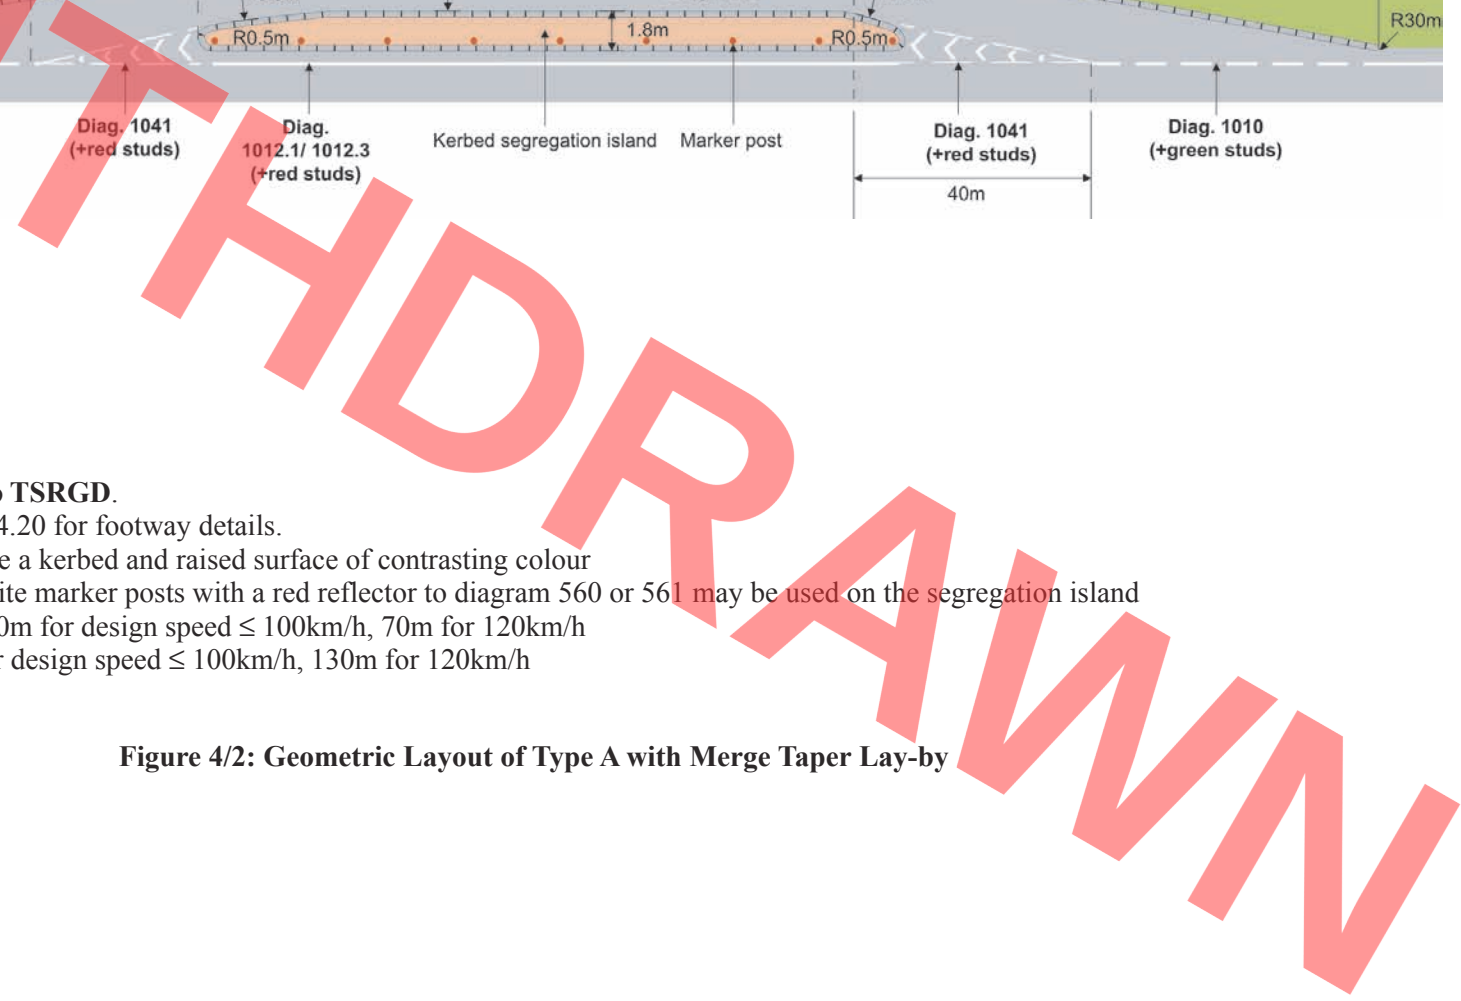 R30m
R0.5m
1.8m
R0.5m
Diag. 1041
(+red studs)
Diag.
1012.1/ 1012.3
(+red studs)
Kerbed segregation island
Marker post
Diag. 1041
(+red studs)
Diag. 1010
(+green studs)
40m
TSRGD.
4.20 for footway details.
e a kerbed and raised surface of contrasting colour
ite marker posts with a red reflector to diagram 560 or 561 may be used on the segregation island
0m for design speed ≤ 100km/h, 70m for 120km/h
r design speed ≤ 100km/h, 130m for 120km/h
Figure 4/2: Geometric Layout of Type A with Merge Taper Lay-by
THDRAWN